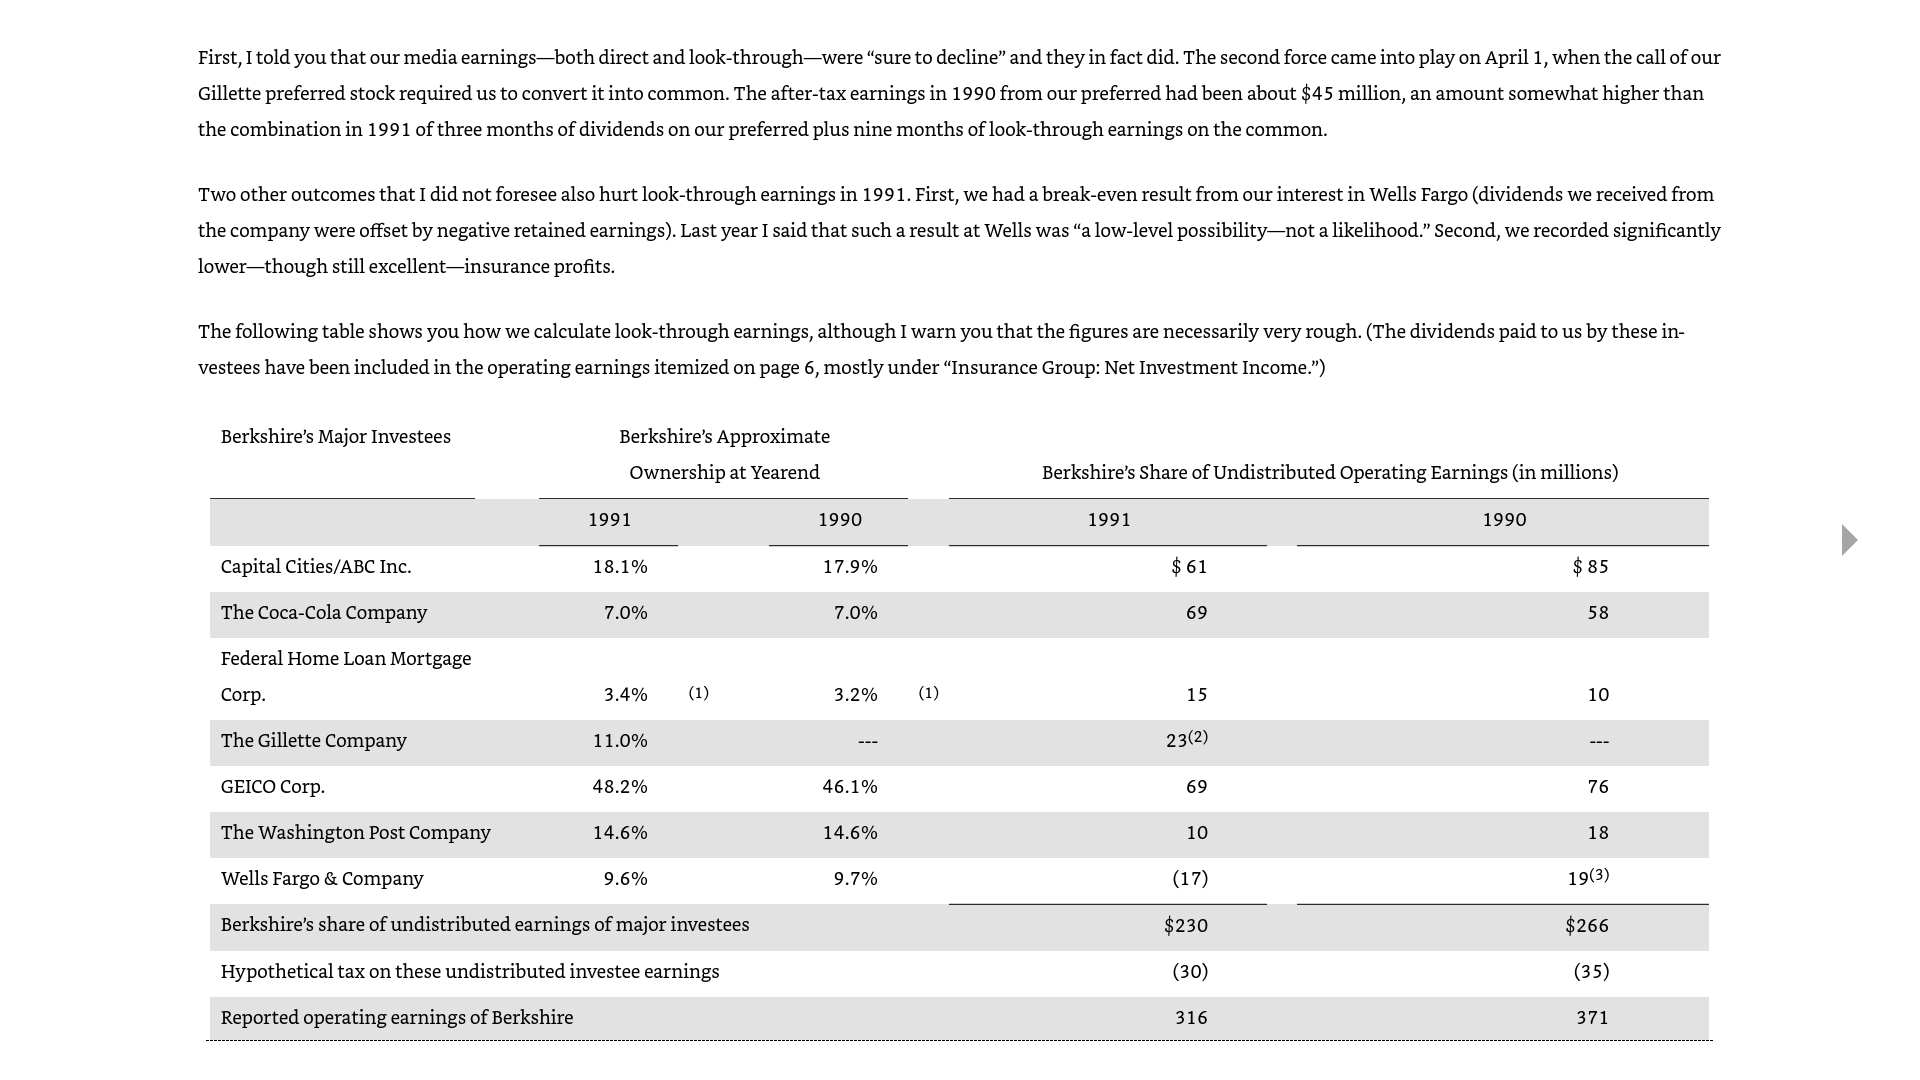 First, I told you that our media earnings—both direct and look-through—were “sure to decline” and they in fact did. The second force came into play on April 1, when the call of our
Gillette preferred stock required us to convert it into common. The after-tax earnings in 1990 from our preferred had been about $45 million, an amount somewhat higher than
the combination in 1991 of three months of dividends on our preferred plus nine months of look-through earnings on the common.
Two other outcomes that I did not foresee also hurt look-through earnings in 1991. First, we had a break-even result from our interest in Wells Fargo (dividends we received from
the company were offset by negative retained earnings). Last year I said that such a result at Wells was “a low-level possibility—not a likelihood.” Second, we recorded significantly
lower—though still excellent—insurance profits.
The following table shows you how we calculate look-through earnings, although I warn you that the figures are necessarily very rough. (The dividends paid to us by these in-
vestees have been included in the operating earnings itemized on page 6, mostly under “Insurance Group: Net Investment Income.”)
Berkshire’s Major Investees Berkshire’s Approximate
Ownership at Yearend Berkshire’s Share of Undistributed Operating Earnings (in millions)
1991 1990 1991 1990
Capital Cities/ABC Inc. 18.1% 17.9% $ 61 $ 85
The Coca-Cola Company 7.0% 7.0% 69 58
Federal Home Loan Mortgage
Corp. 3.4% (1) 3.2% (1) 15 10
The Gillette Company 11.0% --- 23(2) ---
GEICO Corp. 48.2% 46.1% 69 76
The Washington Post Company 14.6% 14.6% 10 18
Wells Fargo & Company 9.6% 9.7% (17) 19(3)
Berkshire’s share of undistributed earnings of major investees $230 $266
Hypothetical tax on these undistributed investee earnings (30) (35)
Reported operating earnings of Berkshire 316 371